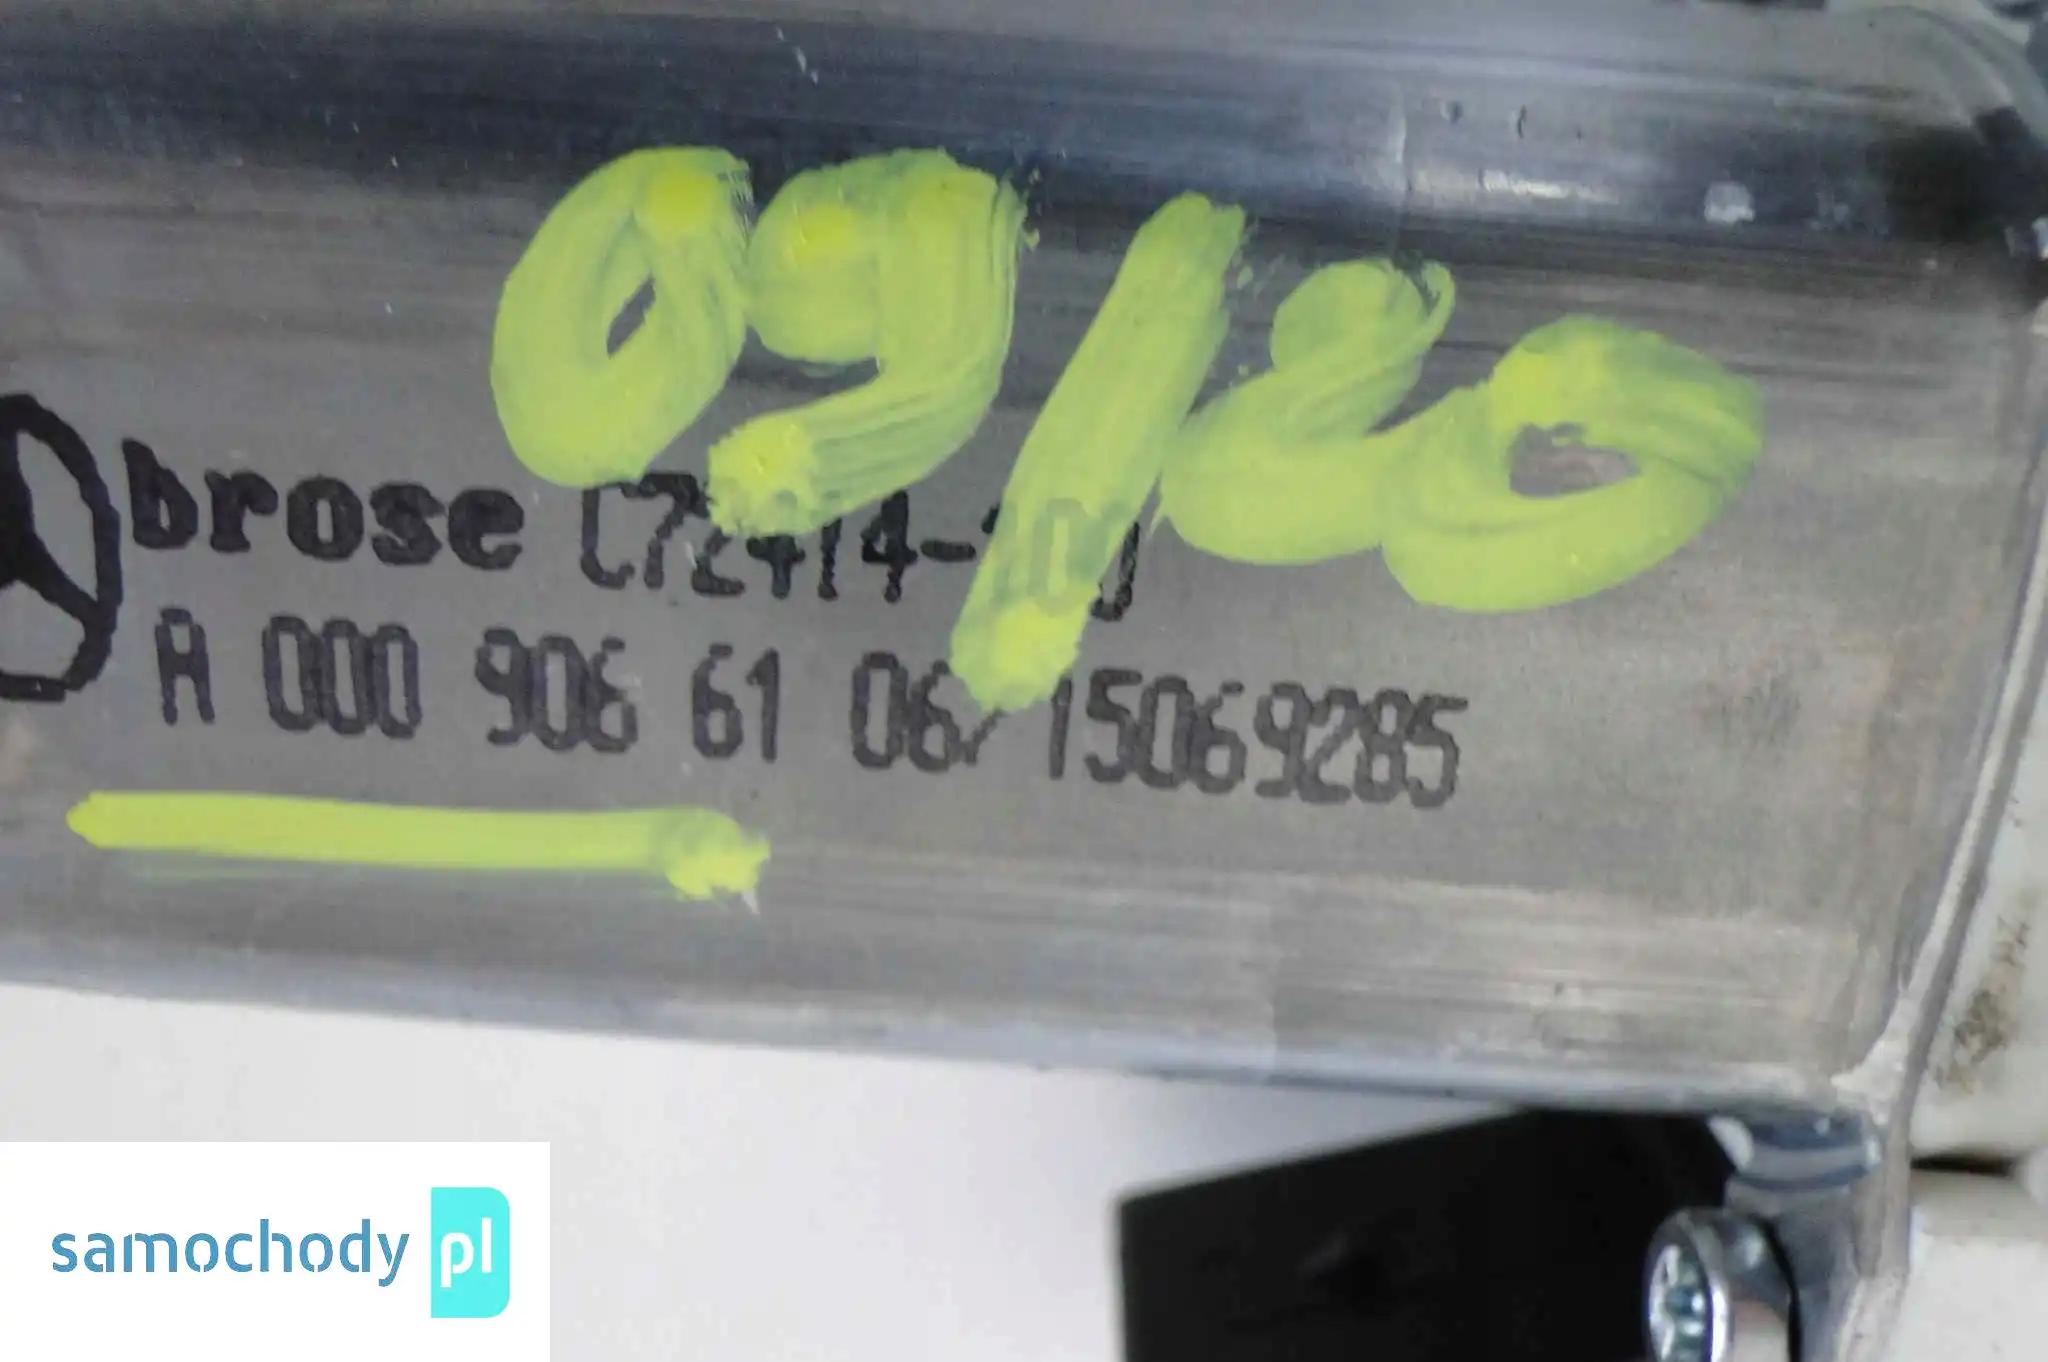 09/20
brose
A 000 906 61 06/15069285
samochody pl